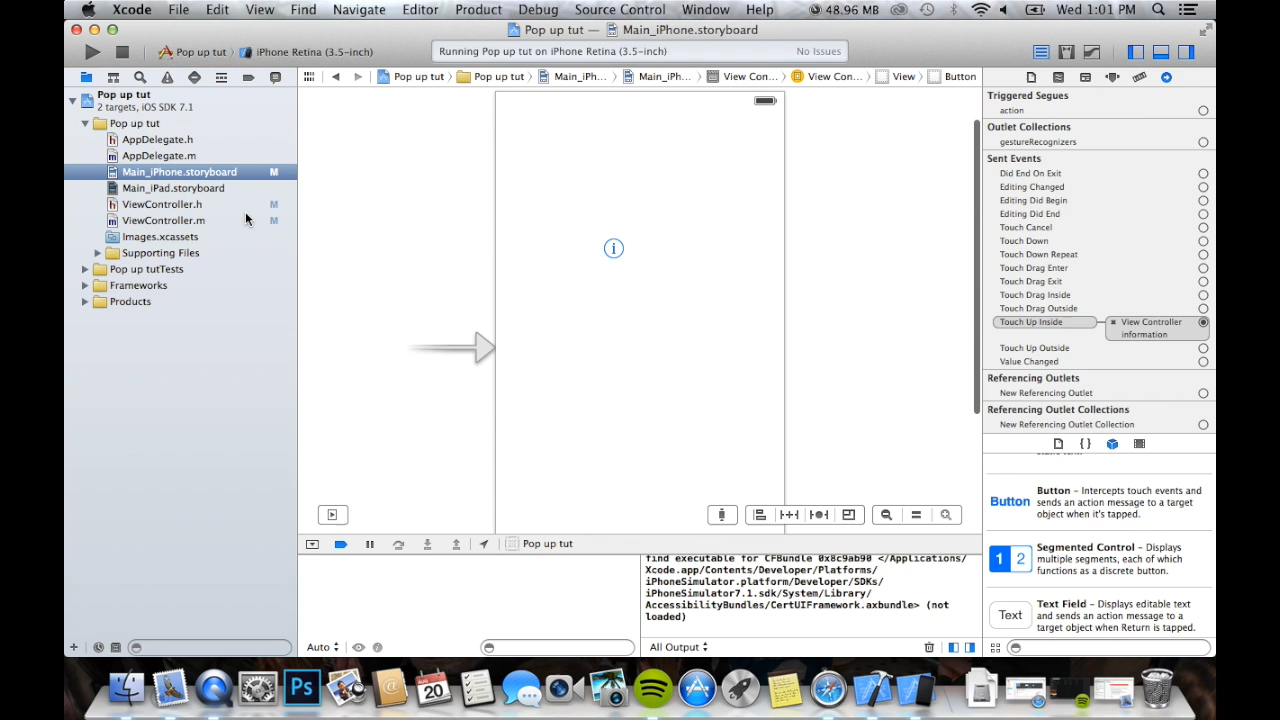 Xcode File Edit View Find Navigate Editor Product Debug Source Control Window Help 48.96 MB Wed 1:01 PM
Pop up tut — Main_iPhone.storyboard
Pop up tut iPhone Retina (3.5-inch) Running Pop up tut on iPhone Retina (3.5-inch) No Issues
Pop up tut Pop up tut Main_iPh... Main_iPh... View Con... View Con... View Button
Pop up tut
2 targets, iOS SDK 7.1
Pop up tut
AppDelegate.h
AppDelegate.m
Main_iPhone.storyboard M
Main_iPad.storyboard
ViewController.h M
ViewController.m M
Images.xcassets
Supporting Files
Pop up tutTests
Frameworks
Products
i
Triggered Segues
action
Outlet Collections
gestureRecognizers
Sent Events
Did End On Exit
Editing Changed
Editing Did Begin
Editing Did End
Touch Cancel
Touch Down
Touch Down Repeat
Touch Drag Enter
Touch Drag Exit
Touch Drag Inside
Touch Drag Outside
Touch Up Inside View Controller
information
Touch Up Outside
Value Changed
Referencing Outlets
New Referencing Outlet
Referencing Outlet Collections
New Referencing Outlet Collection
Button Button – Intercepts touch events and
sends an action message to a target
object when it's tapped.
1 2 Segmented Control – Displays
multiple segments, each of which
functions as a discrete button.
Text Text Field – Displays editable text
and sends an action message to a
target object when Return is tapped.
Pop up tut
find executable for CFBundle 0x8c9ab90 </Applications/
Xcode.app/Contents/Developer/Platforms/
iPhoneSimulator.platform/Developer/SDKs/
iPhoneSimulator7.1.sdk/System/Library/
AccessibilityBundles/CertUIFramework.axbundle> (not
loaded)
Auto All Output
Ps AUG 20